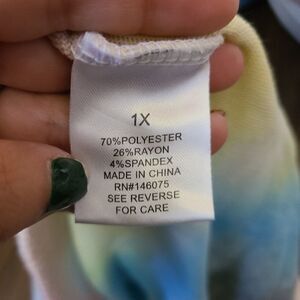 1X
70%POLYESTER
26%RAYON
4%SPANDEX
MADE IN CHINA
RN#146075
SEE REVERSE
FOR CARE